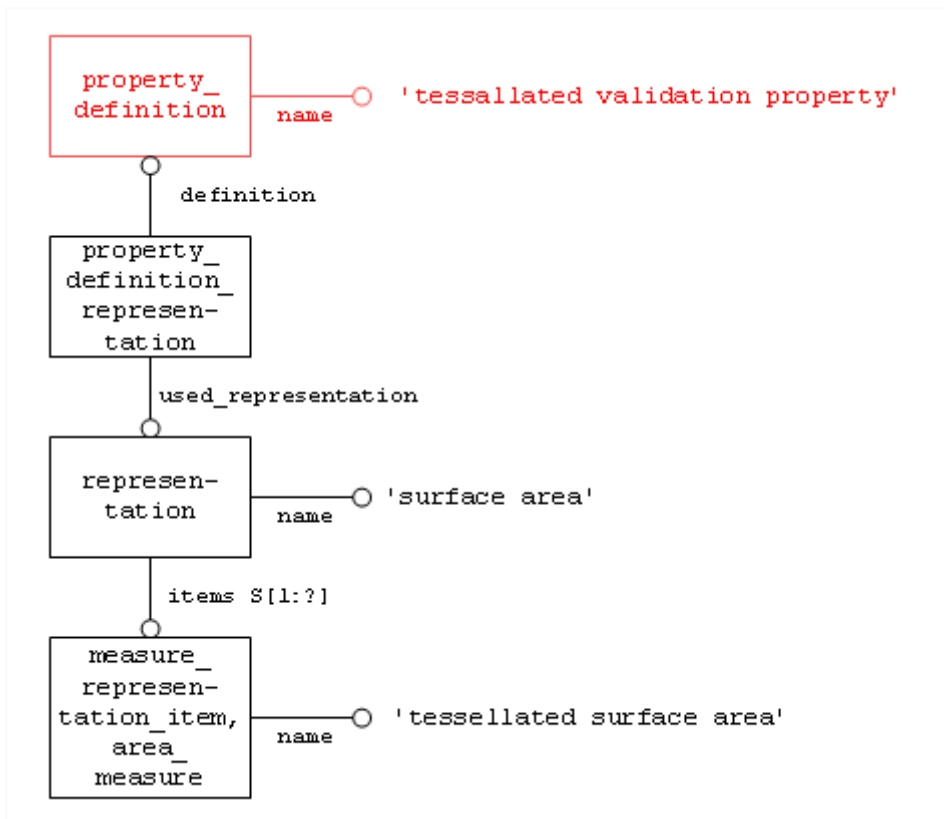 property_
definition
name
'tessallated validation property'
definition
property_
definition_
represen-
tation
used_representation
represen-
tation
name
'surface area'
items S[1:?]
measure_
represen-
tation_item,
area_
measure
name
'tessellated surface area'